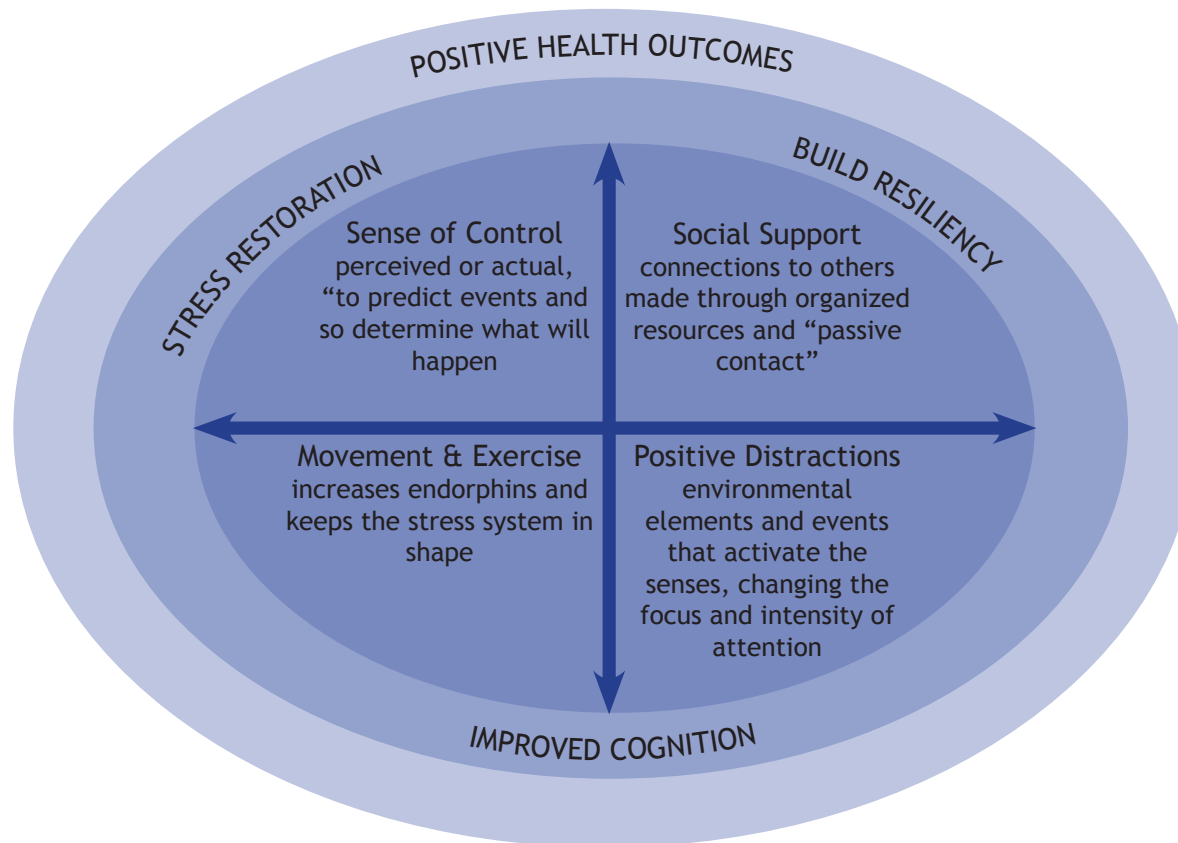 POSITIVE HEALTH OUTCOMES
STRESS RESTORATION
BUILD RESILIENCY
Sense of Control
perceived or actual,
“to predict events and
so determine what will
happen
Social Support
connections to others
made through organized
resources and “passive
contact”
Movement & Exercise
increases endorphins and
keeps the stress system in
shape
Positive Distractions
environmental
elements and events
that activate the
senses, changing the
focus and intensity of
attention
IMPROVED COGNITION